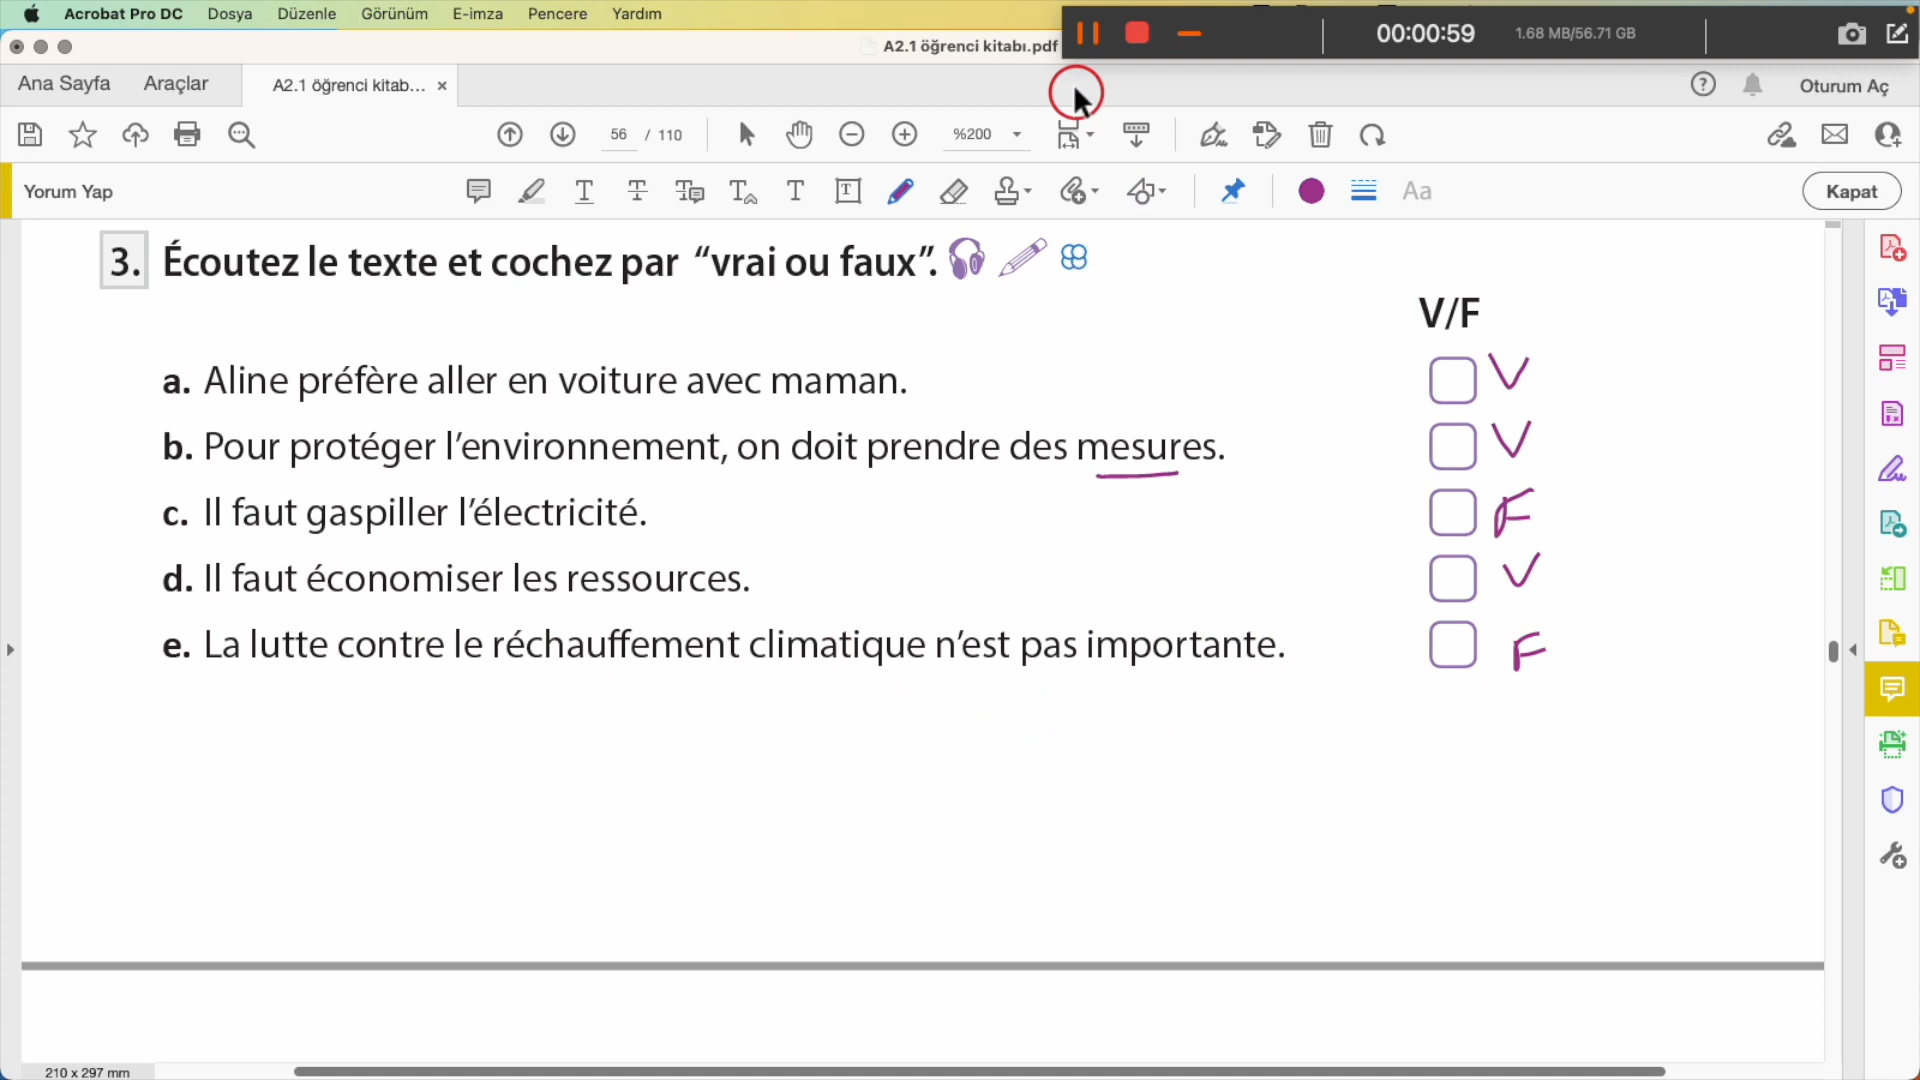 Acrobat Pro DC Dosya Düzenle Görünüm E-imza Pencere Yardım
00:00:59 1.68 MB/56.71 GB
A2.1 öğrenci kitabı.pdf
Ana Sayfa Araçlar A2.1 öğrenci kitab... × Oturum Aç
56 / 110 %200
Yorum Yap Aa Kapat
3. Écoutez le texte et cochez par “vrai ou faux”.
V/F
a. Aline préfère aller en voiture avec maman. V
b. Pour protéger l’environnement, on doit prendre des mesures. V
c. Il faut gaspiller l’électricité. F
d. Il faut économiser les ressources. V
e. La lutte contre le réchauffement climatique n’est pas importante. F
210 x 297 mm